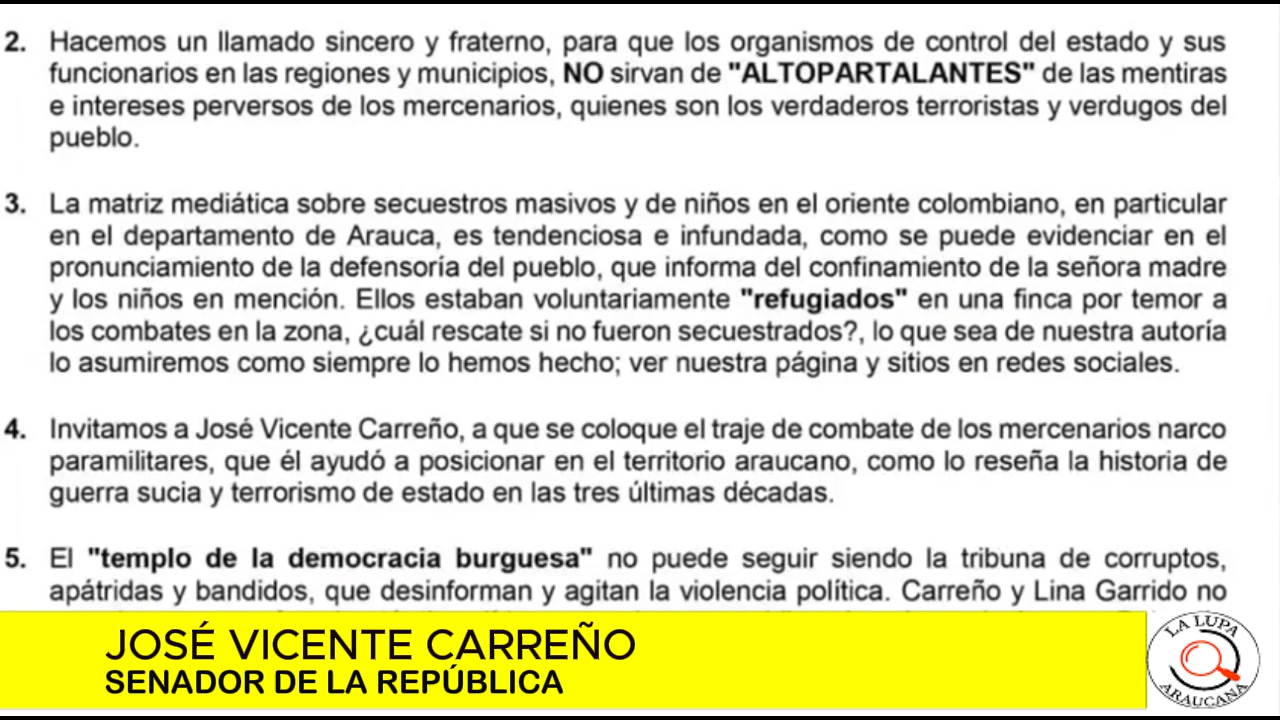 2. Hacemos un llamado sincero y fraterno, para que los organismos de control del estado y sus
funcionarios en las regiones y municipios, NO sirvan de "ALTOPARTALANTES" de las mentiras
e intereses perversos de los mercenarios, quienes son los verdaderos terroristas y verdugos del
pueblo.
3. La matriz mediática sobre secuestros masivos y de niños en el oriente colombiano, en particular
en el departamento de Arauca, es tendenciosa e infundada, como se puede evidenciar en el
pronunciamiento de la defensoría del pueblo, que informa del confinamiento de la señora madre
y los niños en mención. Ellos estaban voluntariamente "refugiados" en una finca por temor a
los combates en la zona, ¿cuál rescate si no fueron secuestrados?, lo que sea de nuestra autoría
lo asumiremos como siempre lo hemos hecho; ver nuestra página y sitios en redes sociales.
4. Invitamos a José Vicente Carreño, a que se coloque el traje de combate de los mercenarios narco
paramilitares, que él ayudó a posicionar en el territorio araucano, como lo reseña la historia de
guerra sucia y terrorismo de estado en las tres últimas décadas.
5. El "templo de la democracia burguesa" no puede seguir siendo la tribuna de corruptos,
apátridas y bandidos, que desinforman y agitan la violencia política. Carreño y Lina Garrido no
JOSÉ VICENTE CARREÑO
SENADOR DE LA REPÚBLICA
LA LUPA
ARAUCANA